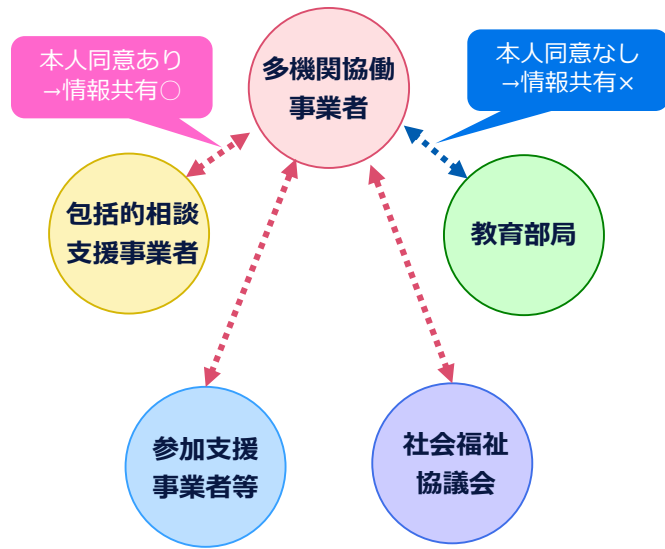 本人同意あり
→情報共有○
多機関協働
事業者
本人同意なし
→情報共有×
包括的相談
支援事業者
教育部局
参加支援
事業者等
社会福祉
協議会